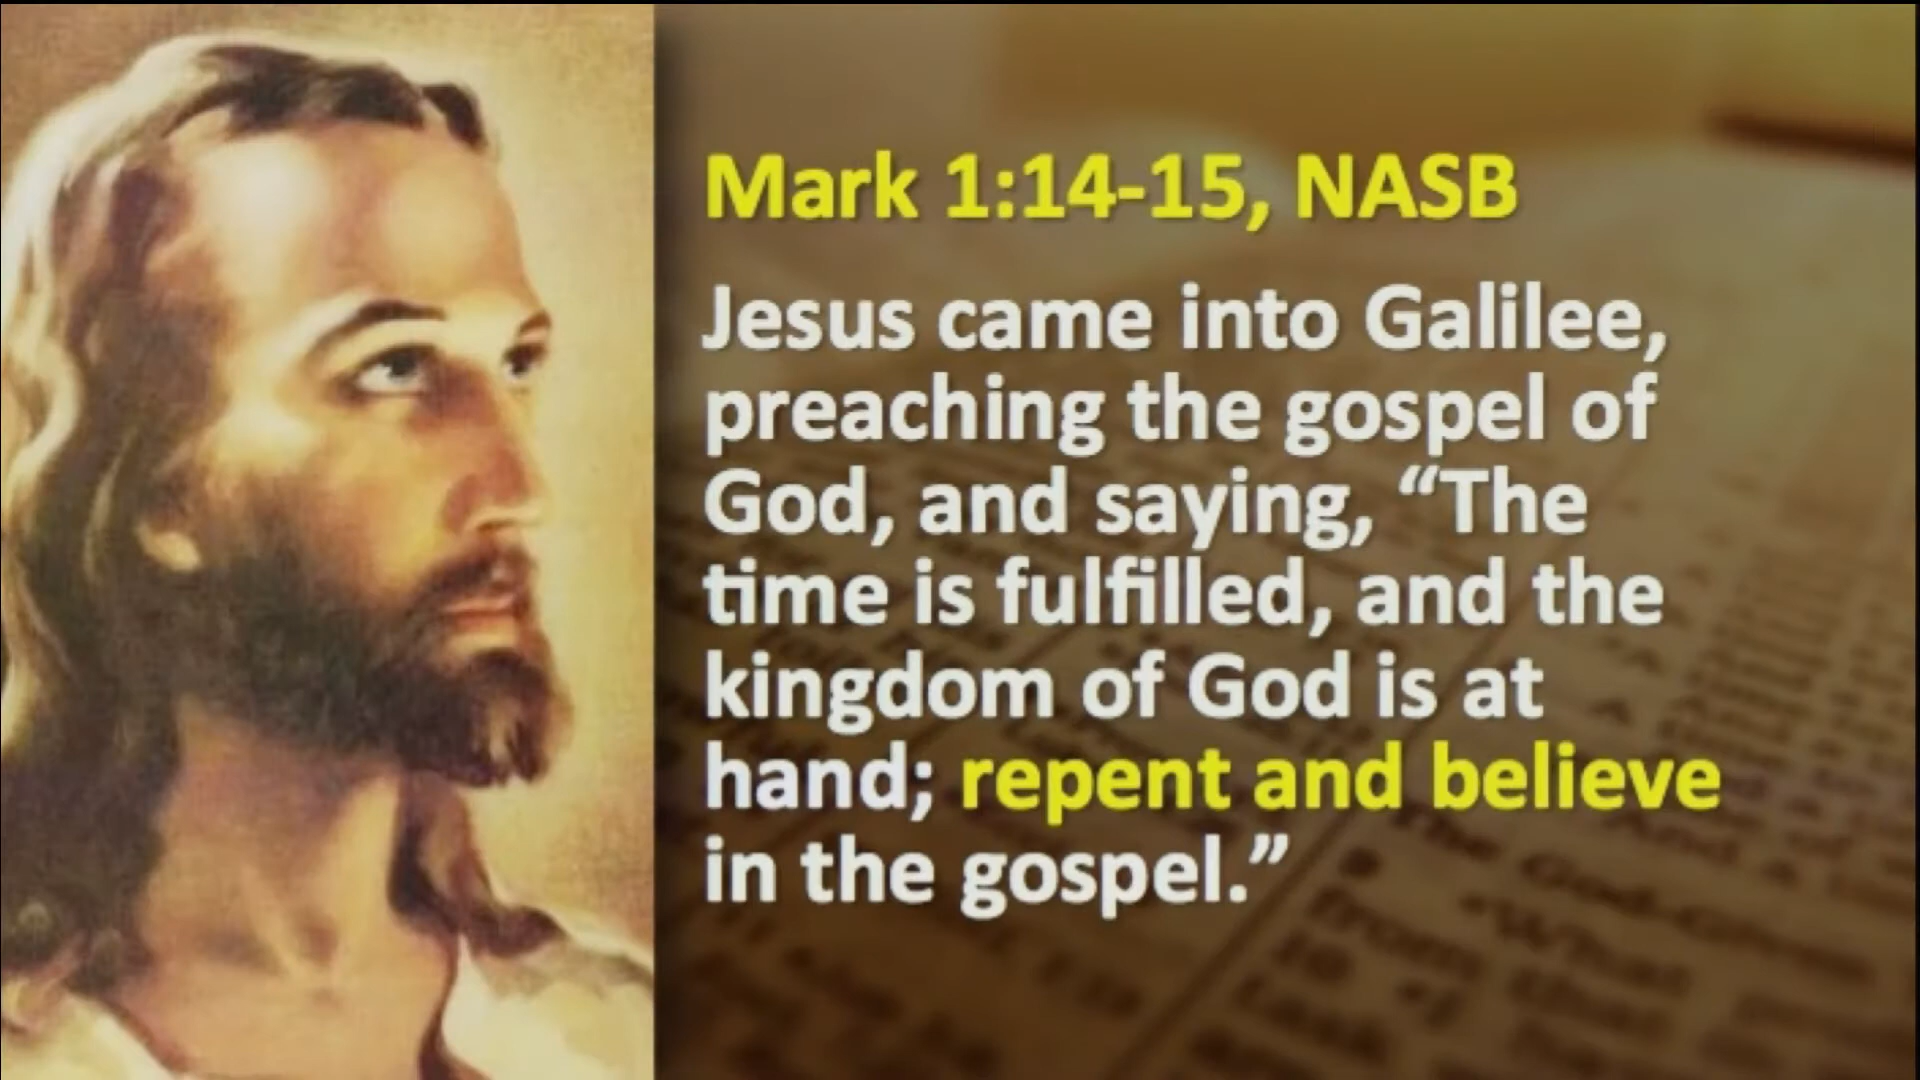 Mark 1:14-15, NASB
Jesus came into Galilee,
preaching the gospel of
God, and saying, “The
time is fulfilled, and the
kingdom of God is at
hand; repent and believe
in the gospel.”